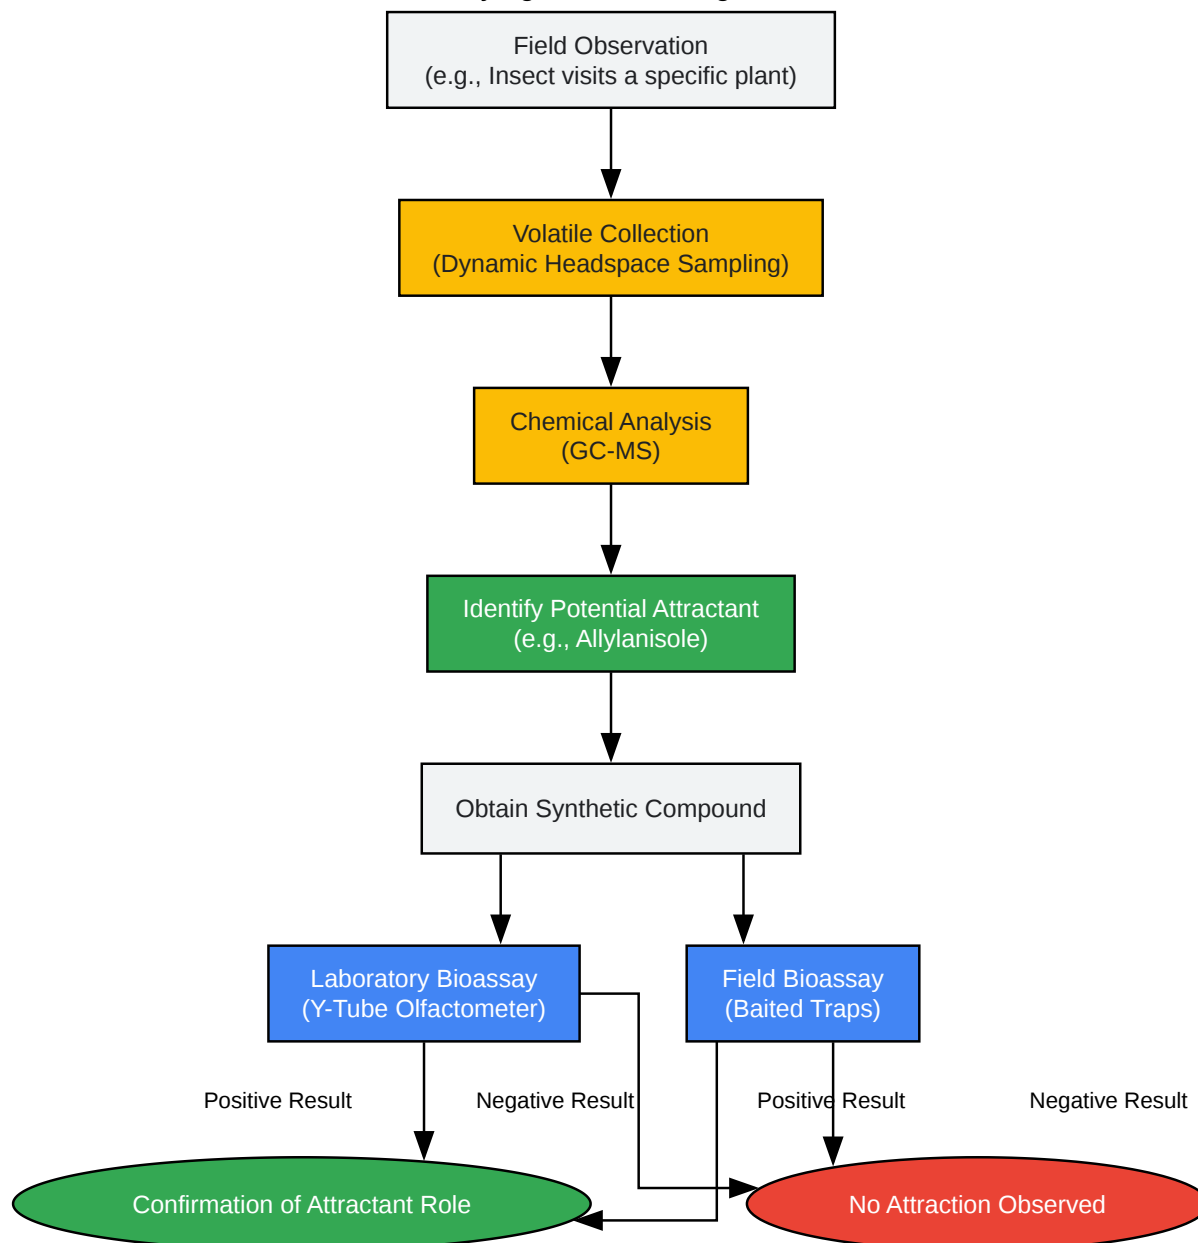 Field Observation
(e.g., Insect visits a specific plant)
Volatile Collection
(Dynamic Headspace Sampling)
Chemical Analysis
(GC-MS)
Identify Potential Attractant
(e.g., Allylanisole)
Obtain Synthetic Compound
Laboratory Bioassay
(Y-Tube Olfactometer)
Field Bioassay
(Baited Traps)
Positive Result
Negative Result
Positive Result
Negative Result
Confirmation of Attractant Role
No Attraction Observed